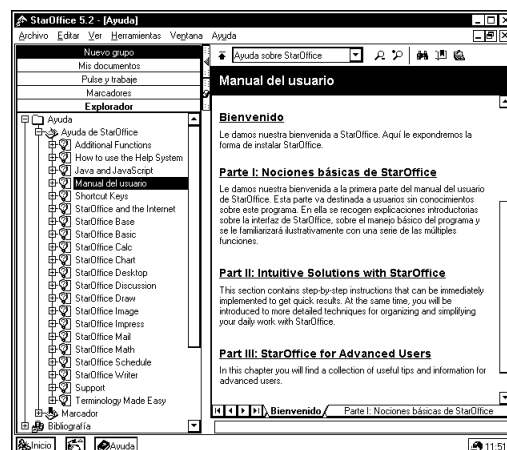 StarOffice 5.2 - [Ayuda]
Archivo Editar Ver Herramientas Ventana Ayuda
Nuevo grupo
Mis documentos
Pulse y trabaje
Marcadores
Explorador
Ayuda
Ayuda de StarOffice
Additional Functions
How to use the Help System
Java and JavaScript
Manual del usuario
Shortcut Keys
StarOffice and the Internet
StarOffice Base
StarOffice Basic
StarOffice Calc
StarOffice Chart
StarOffice Desktop
StarOffice Discussion
StarOffice Draw
StarOffice Image
StarOffice Impress
StarOffice Mail
StarOffice Math
StarOffice Schedule
StarOffice Writer
Support
Terminology Made Easy
Marcador
Bibliografía
Ayuda sobre StarOffice
Manual del usuario
Bienvenido
Le damos nuestra bienvenida a StarOffice. Aquí le expondremos la
forma de instalar StarOffice.
Parte I: Nociones básicas de StarOffice
Le damos nuestra bienvenida a la primera parte del manual del usuario
de StarOffice. Esta parte va destinada a usuarios sin conocimientos
sobre este programa. En ella se recogen explicaciones introductorias
sobre la interfaz de StarOffice, sobre el manejo básico del programa y
se le familiarizará ilustrativamente con una serie de las múltiples
funciones.
Part II: Intuitive Solutions with StarOffice
This section contains step-by-step instructions that can be immediately
implemented to get quick results. At the same time, you will be
introduced to more detailed techniques for organizing and simplifying
your daily work with StarOffice.
Part III: StarOffice for Advanced Users
In this chapter you will find a collection of useful tips and information for
advanced users.
Bienvenido Parte I: Nociones básicas de StarOffice
Inicio Ayuda 11:51